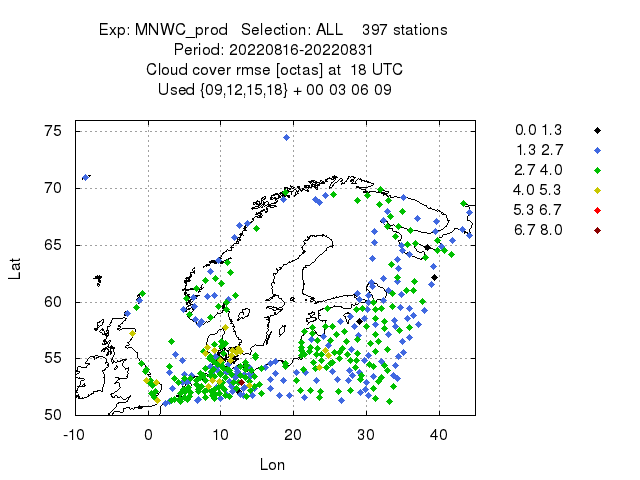 Exp: MNWC_prod Selection: ALL 397 stations
Period: 20220816-20220831
Cloud cover rmse [octas] at 18 UTC
Used {09,12,15,18} + 00 03 06 09
75
70
65
60
55
50
Lat
-10 0 10 20 30 40
Lon
0.0 1.3
1.3 2.7
2.7 4.0
4.0 5.3
5.3 6.7
6.7 8.0